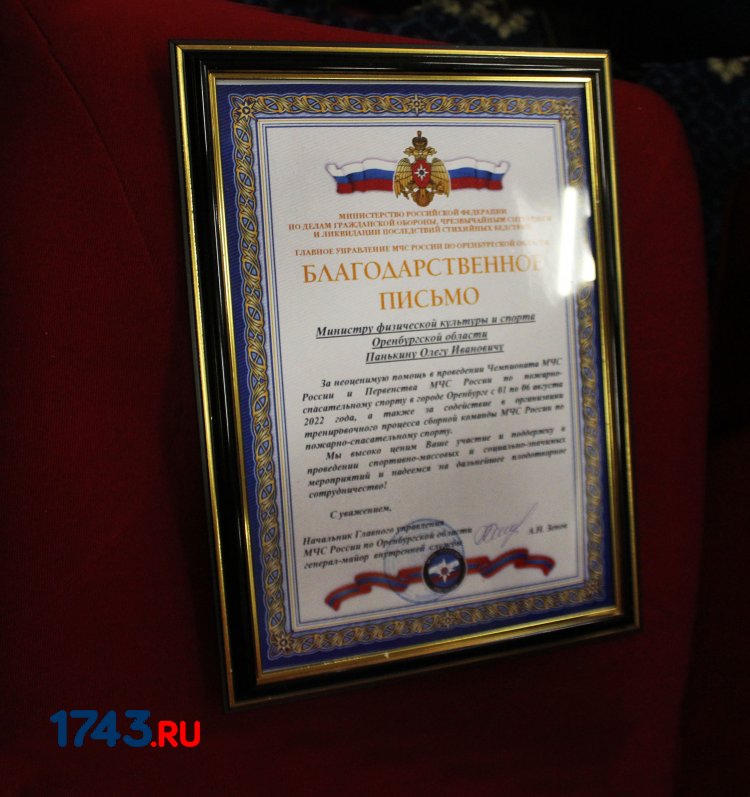 МИНИСТЕРСТВО РОССИЙСКОЙ ФЕДЕРАЦИИ
ПО ДЕЛАМ ГРАЖДАНСКОЙ ОБОРОНЫ, ЧРЕЗВЫЧАЙНЫМ СИТУАЦИЯМ
И ЛИКВИДАЦИИ ПОСЛЕДСТВИЙ СТИХИЙНЫХ БЕДСТВИЙ
ГЛАВНОЕ УПРАВЛЕНИЕ МЧС РОССИИ ПО ОРЕНБУРГСКОЙ ОБЛАСТИ
БЛАГОДАРСТВЕННОЕ
ПИСЬМО
Министру физической культуры и спорта
Оренбургской области
Панькину Олегу Ивановичу
За неоценимую помощь в проведении Чемпионата МЧС
России и Первенства МЧС России по пожарно-
спасательному спорту в городе Оренбурге с 01 по 06 августа
2022 года, а также за содействие в организации
тренировочного процесса сборной команды МЧС России по
пожарно-спасательному спорту.
Мы высоко ценим Ваше участие и поддержку в
проведении спортивно-массовых и социально-значимых
мероприятий и надеемся на дальнейшее плодотворное
сотрудничество!
С уважением,
Начальник Главного управления
МЧС России по Оренбургской области
генерал-майор внутренней службы
А.Н. Зенов
1743.RU